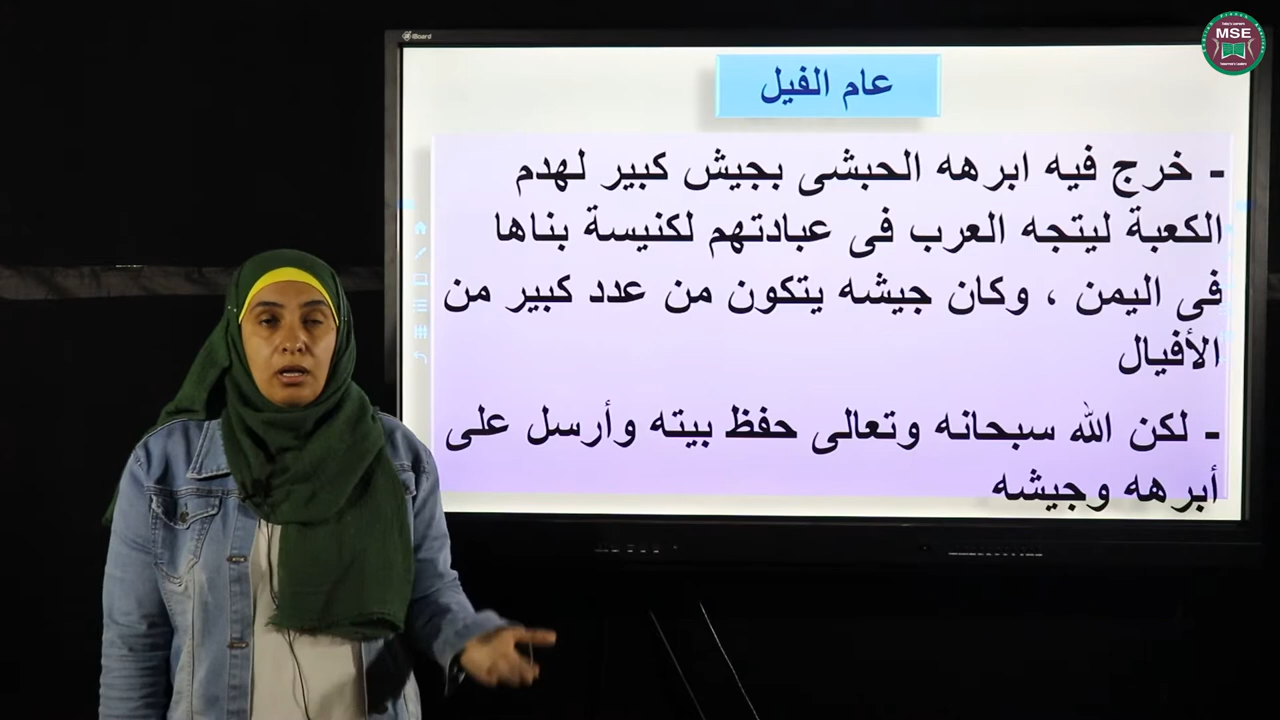 iBoard
MSE
عام الفيل
- خرج فيه ابرهه الحبشى بجيش كبير لهدم
الكعبة ليتجه العرب فى عبادتهم لكنيسة بناها
فى اليمن ، وكان جيشه يتكون من عدد كبير من
الأفيال
- لكن الله سبحانه وتعالى حفظ بيته وأرسل على
أبرهه وجيشه